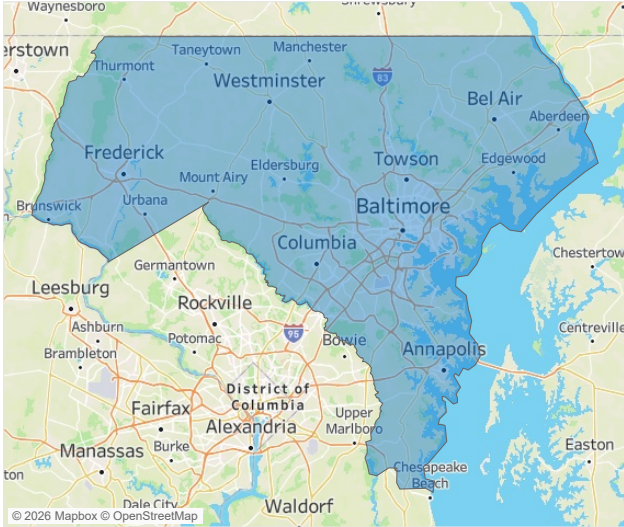 Waynesboro
Shrewsbury
erstown
Taneytown
Manchester
Thurmont
Westminster
83
Bel Air
Aberdeen
Frederick
Eldersburg
Towson
Edgewood
Mount Airy
Brunswick
Urbana
Baltimore
n
Columbia
Chestertown
Germantown
Leesburg
Rockville
Ashburn
95
Centreville
Brambleton
Potomac
Bowie
Annapolis
District of
Columbia
Fairfax
Upper
Marlboro
Alexandria
Burke
Easton
Manassas
Chesapeake
Beach
ton
Dale City
Waldorf
© 2026 Mapbox © OpenStreetMap